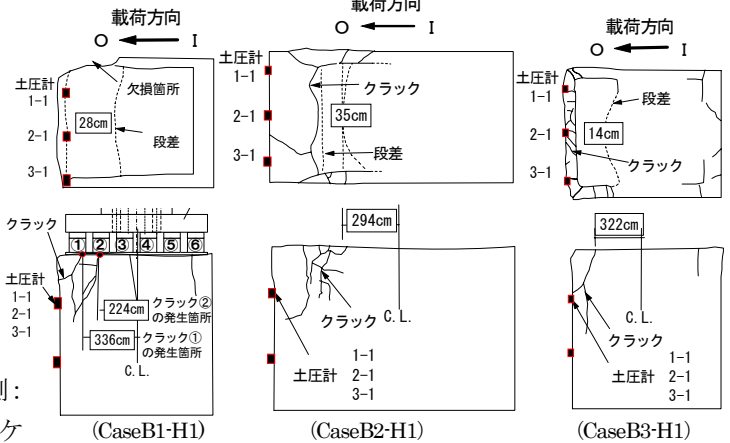 載荷方向
O I
土圧計
1-1
2-1
3-1
欠損箇所
28cm
段差
載荷方向
O I
1-1
2-1
3-1
クラック
35cm
段差
載荷方向
O I
土圧計
1-1
2-1
3-1
段差
14cm
クラック
クラック
① ② ③ ④ ⑤ ⑥
土圧計
1-1
2-1
3-1
224cm
クラック②
の発生箇所
336cm
クラック①
の発生箇所
C.L.
(CaseB1-H1)
294cm
クラック
C.L.
土圧計
1-1
2-1
3-1
(CaseB2-H1)
322cm
C.L.
クラック
土圧計
1-1
2-1
3-1
(CaseB3-H1)
ケ